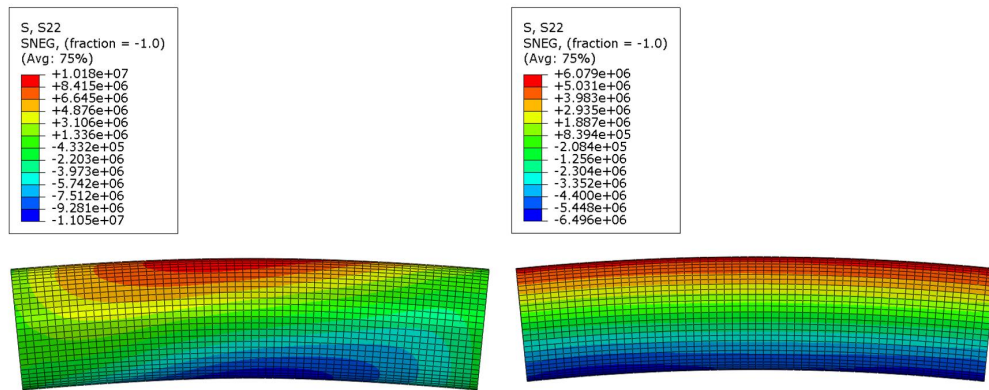 S, S22
SNEG, (fraction = -1.0)
(Avg: 75%)
+1.018e+07
+8.415e+06
+6.645e+06
+4.876e+06
+3.106e+06
+1.336e+06
-4.332e+05
-2.203e+06
-3.973e+06
-5.742e+06
-7.512e+06
-9.281e+06
-1.105e+07
S, S22
SNEG, (fraction = -1.0)
(Avg: 75%)
+6.079e+06
+5.031e+06
+3.983e+06
+2.935e+06
+1.887e+06
+8.394e+05
-2.084e+05
-1.256e+06
-2.304e+06
-3.352e+06
-4.400e+06
-5.448e+06
-6.496e+06